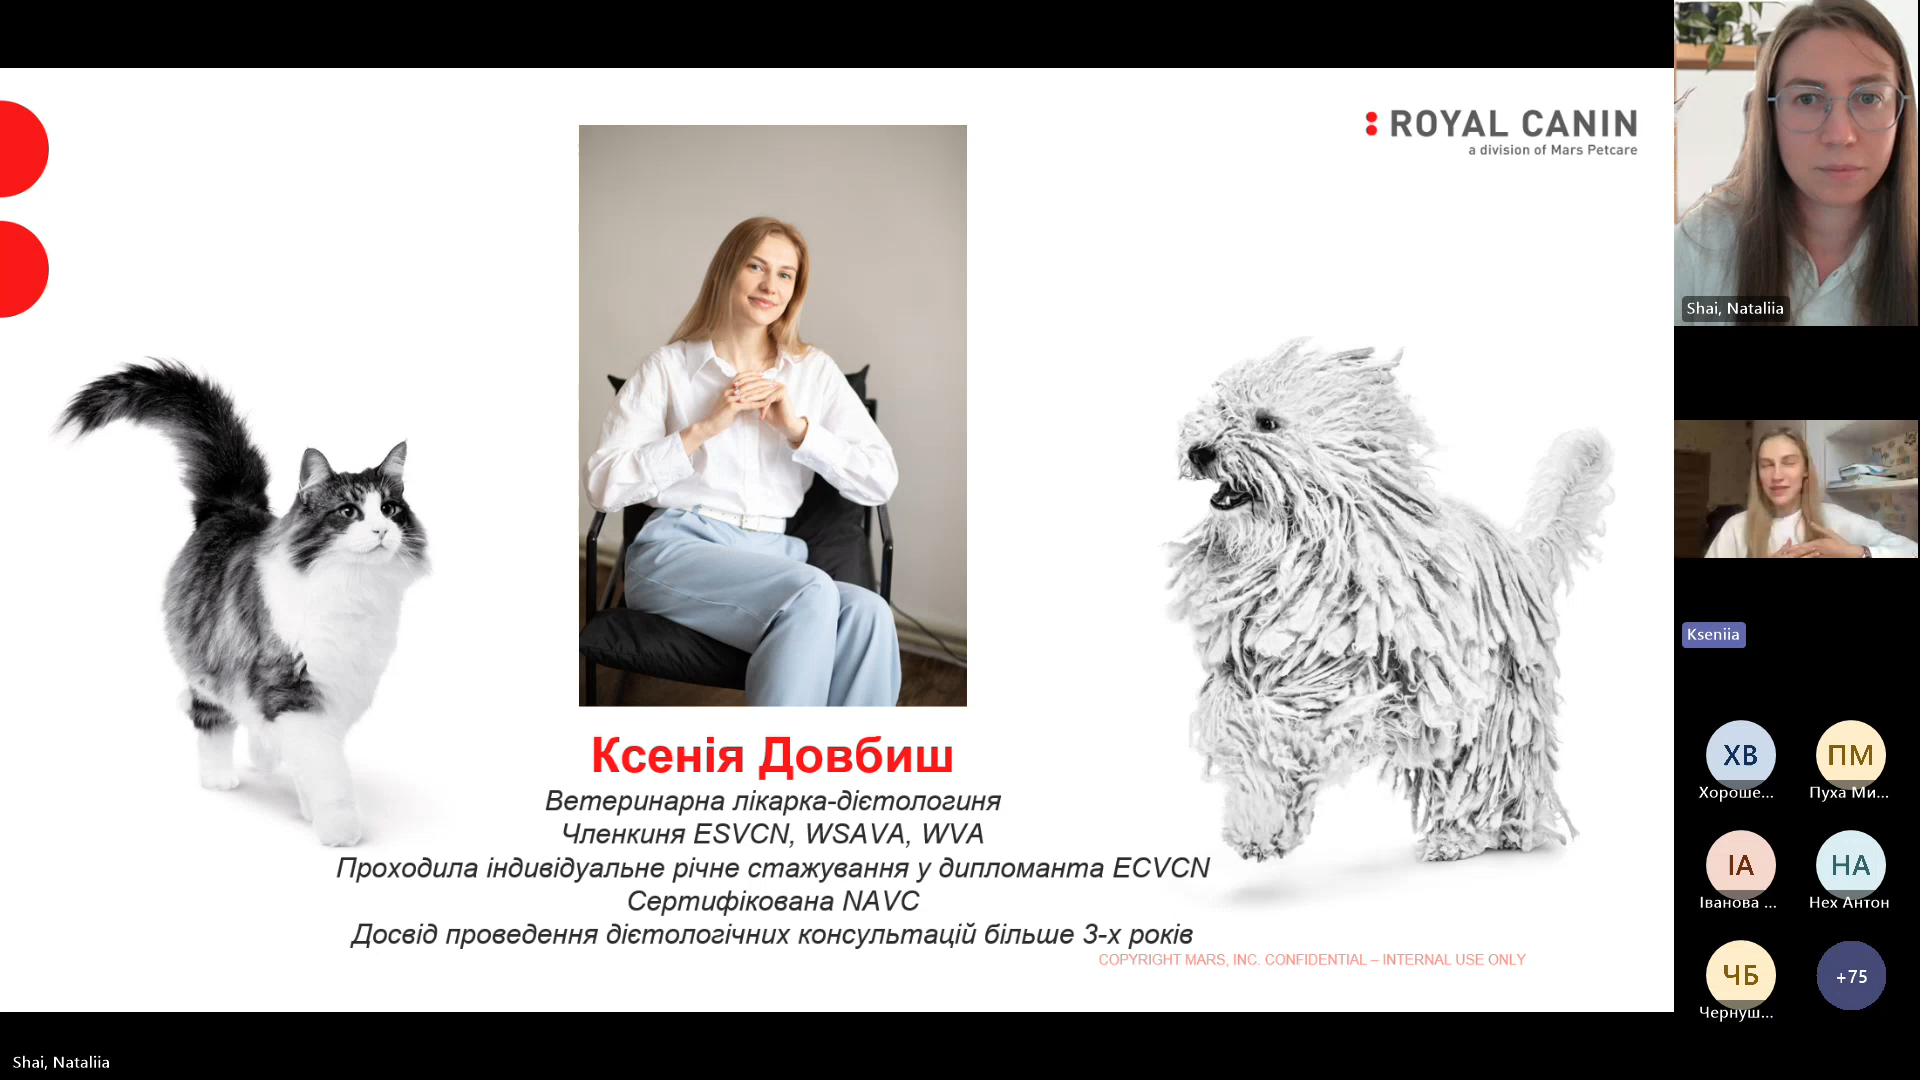 ROYAL CANIN
a division of Mars Petcare
Ксенія Довбиш
Ветеринарна лікарка-дієтологиня
Членкиня ESVCN, WSAVA, WVA
Проходила індивідуальне річне стажування у дипломанта ECVCN
Сертифікована NAVC
Досвід проведення дієтологічних консультацій більше 3-х років
COPYRIGHT MARS, INC. CONFIDENTIAL – INTERNAL USE ONLY
Shai, Nataliia
Kseniia
ХВ
Хороше...
ПМ
Пуха Ми...
ІА
Іванова ...
НА
Нех Антон
ЧБ
Чернуш...
+75
Shai, Nataliia